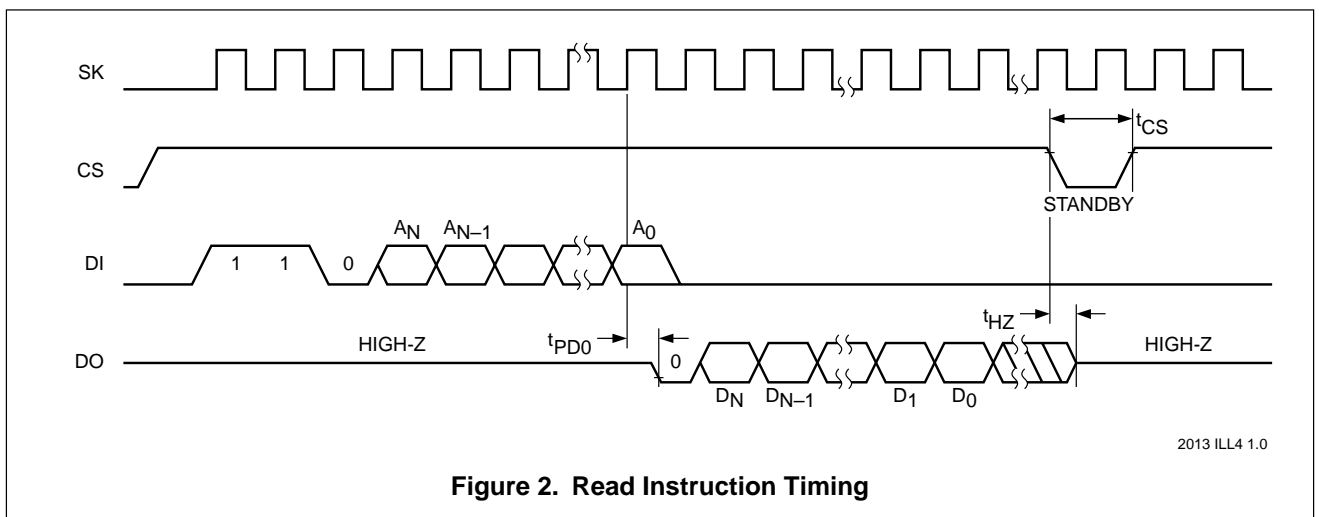 SK
tCS
CS
STANDBY
AN AN–1 A0
DI 1 1 0
tHZ
tPD0
HIGH-Z 0 HIGH-Z
DO
DN DN–1 D1 D0
2013 ILL4 1.0
Figure 2. Read Instruction Timing